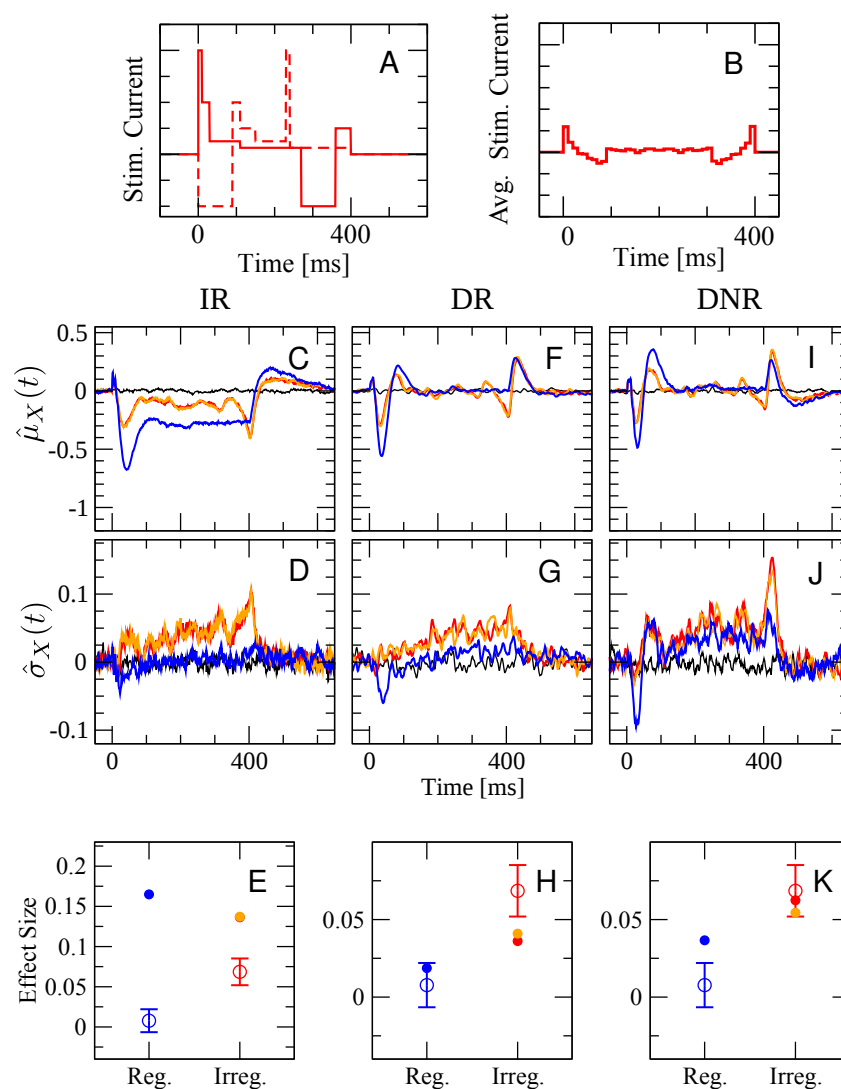 A
B
Stim. Current
Avg. Stim. Current
0
400
0
400
Time [ms]
Time [ms]
IR
DR
DNR
0.5
0
-0.5
-1
μ̂_X(t)
C
F
I
0.1
0
-0.1
σ̂_X(t)
D
G
J
0
400
0
400
0
400
Time [ms]
0.2
0.15
0.1
0.05
0
Effect Size
E
0.05
0
H
0.05
0
K
Reg.
Irreg.
Reg.
Irreg.
Reg.
Irreg.